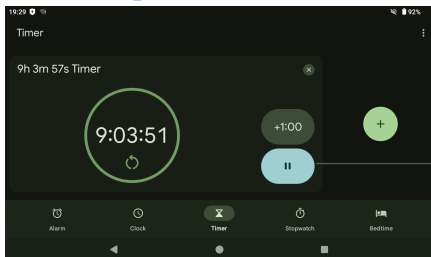 19:29 92%
Timer
9h 3m 57s Timer
9:03:51
+1:00
Alarm Clock Timer Stopwatch Bedtime